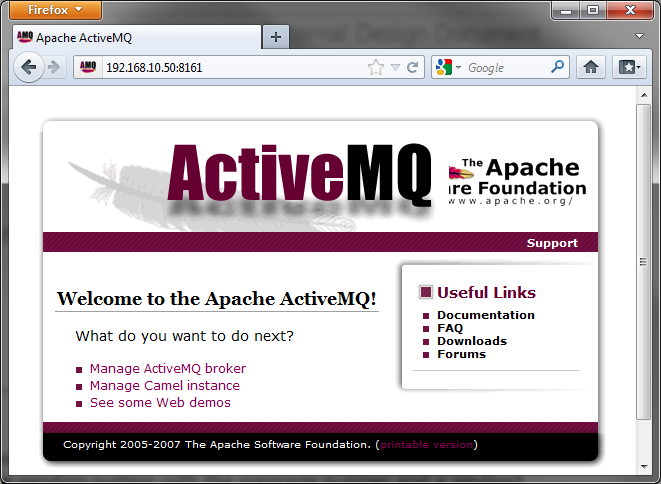 Firefox
Apache ActiveMQ
192.168.10.50:8161
Google
ActiveMQ
The Apache
re Foundation
www.apache.org/
Support
Welcome to the Apache ActiveMQ!
What do you want to do next?
Manage ActiveMQ broker
Manage Camel instance
See some Web demos
Useful Links
Documentation
FAQ
Downloads
Forums
Copyright 2005-2007 The Apache Software Foundation. (printable version)